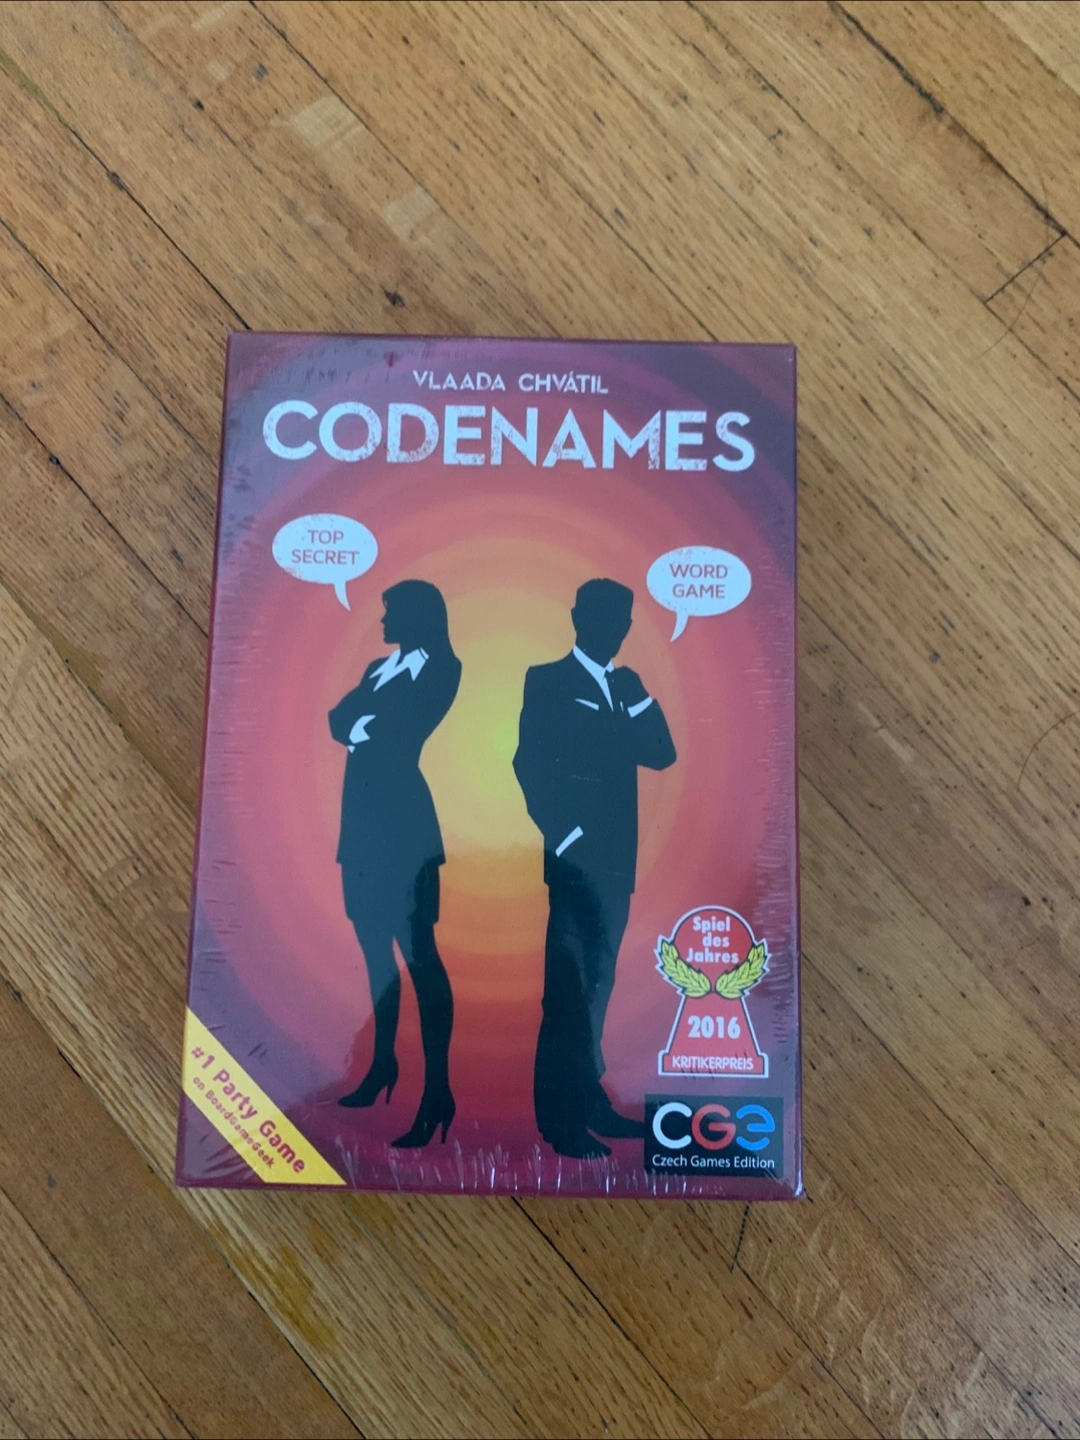 VLAADA CHVÁTIL
CODENAMES
TOP
SECRET
WORD
GAME
Spiel
des
Jahres
2016
KRITIKERPREIS
#1 Party Game
on BoardGameGeek
CGE
Czech Games Edition